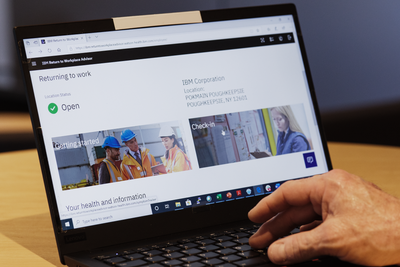 IBM Return to Workplace Advisor
Returning to work
Location Status
Open
IBM Corporation
Location:
POKMAIN POUGHKEEPSIE
POUGHKEEPSIE, NY 12601
Getting started
Check-in
Your health and information